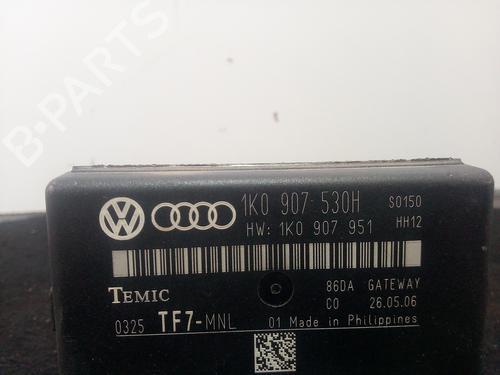 B-PARTS
1K0 907 530H S0150
HW: 1K0 907 951 HH12
TEMIC
86DA GATEWAY
C0 26.05.06
0325 TF7-MNL 01 Made in Philippines